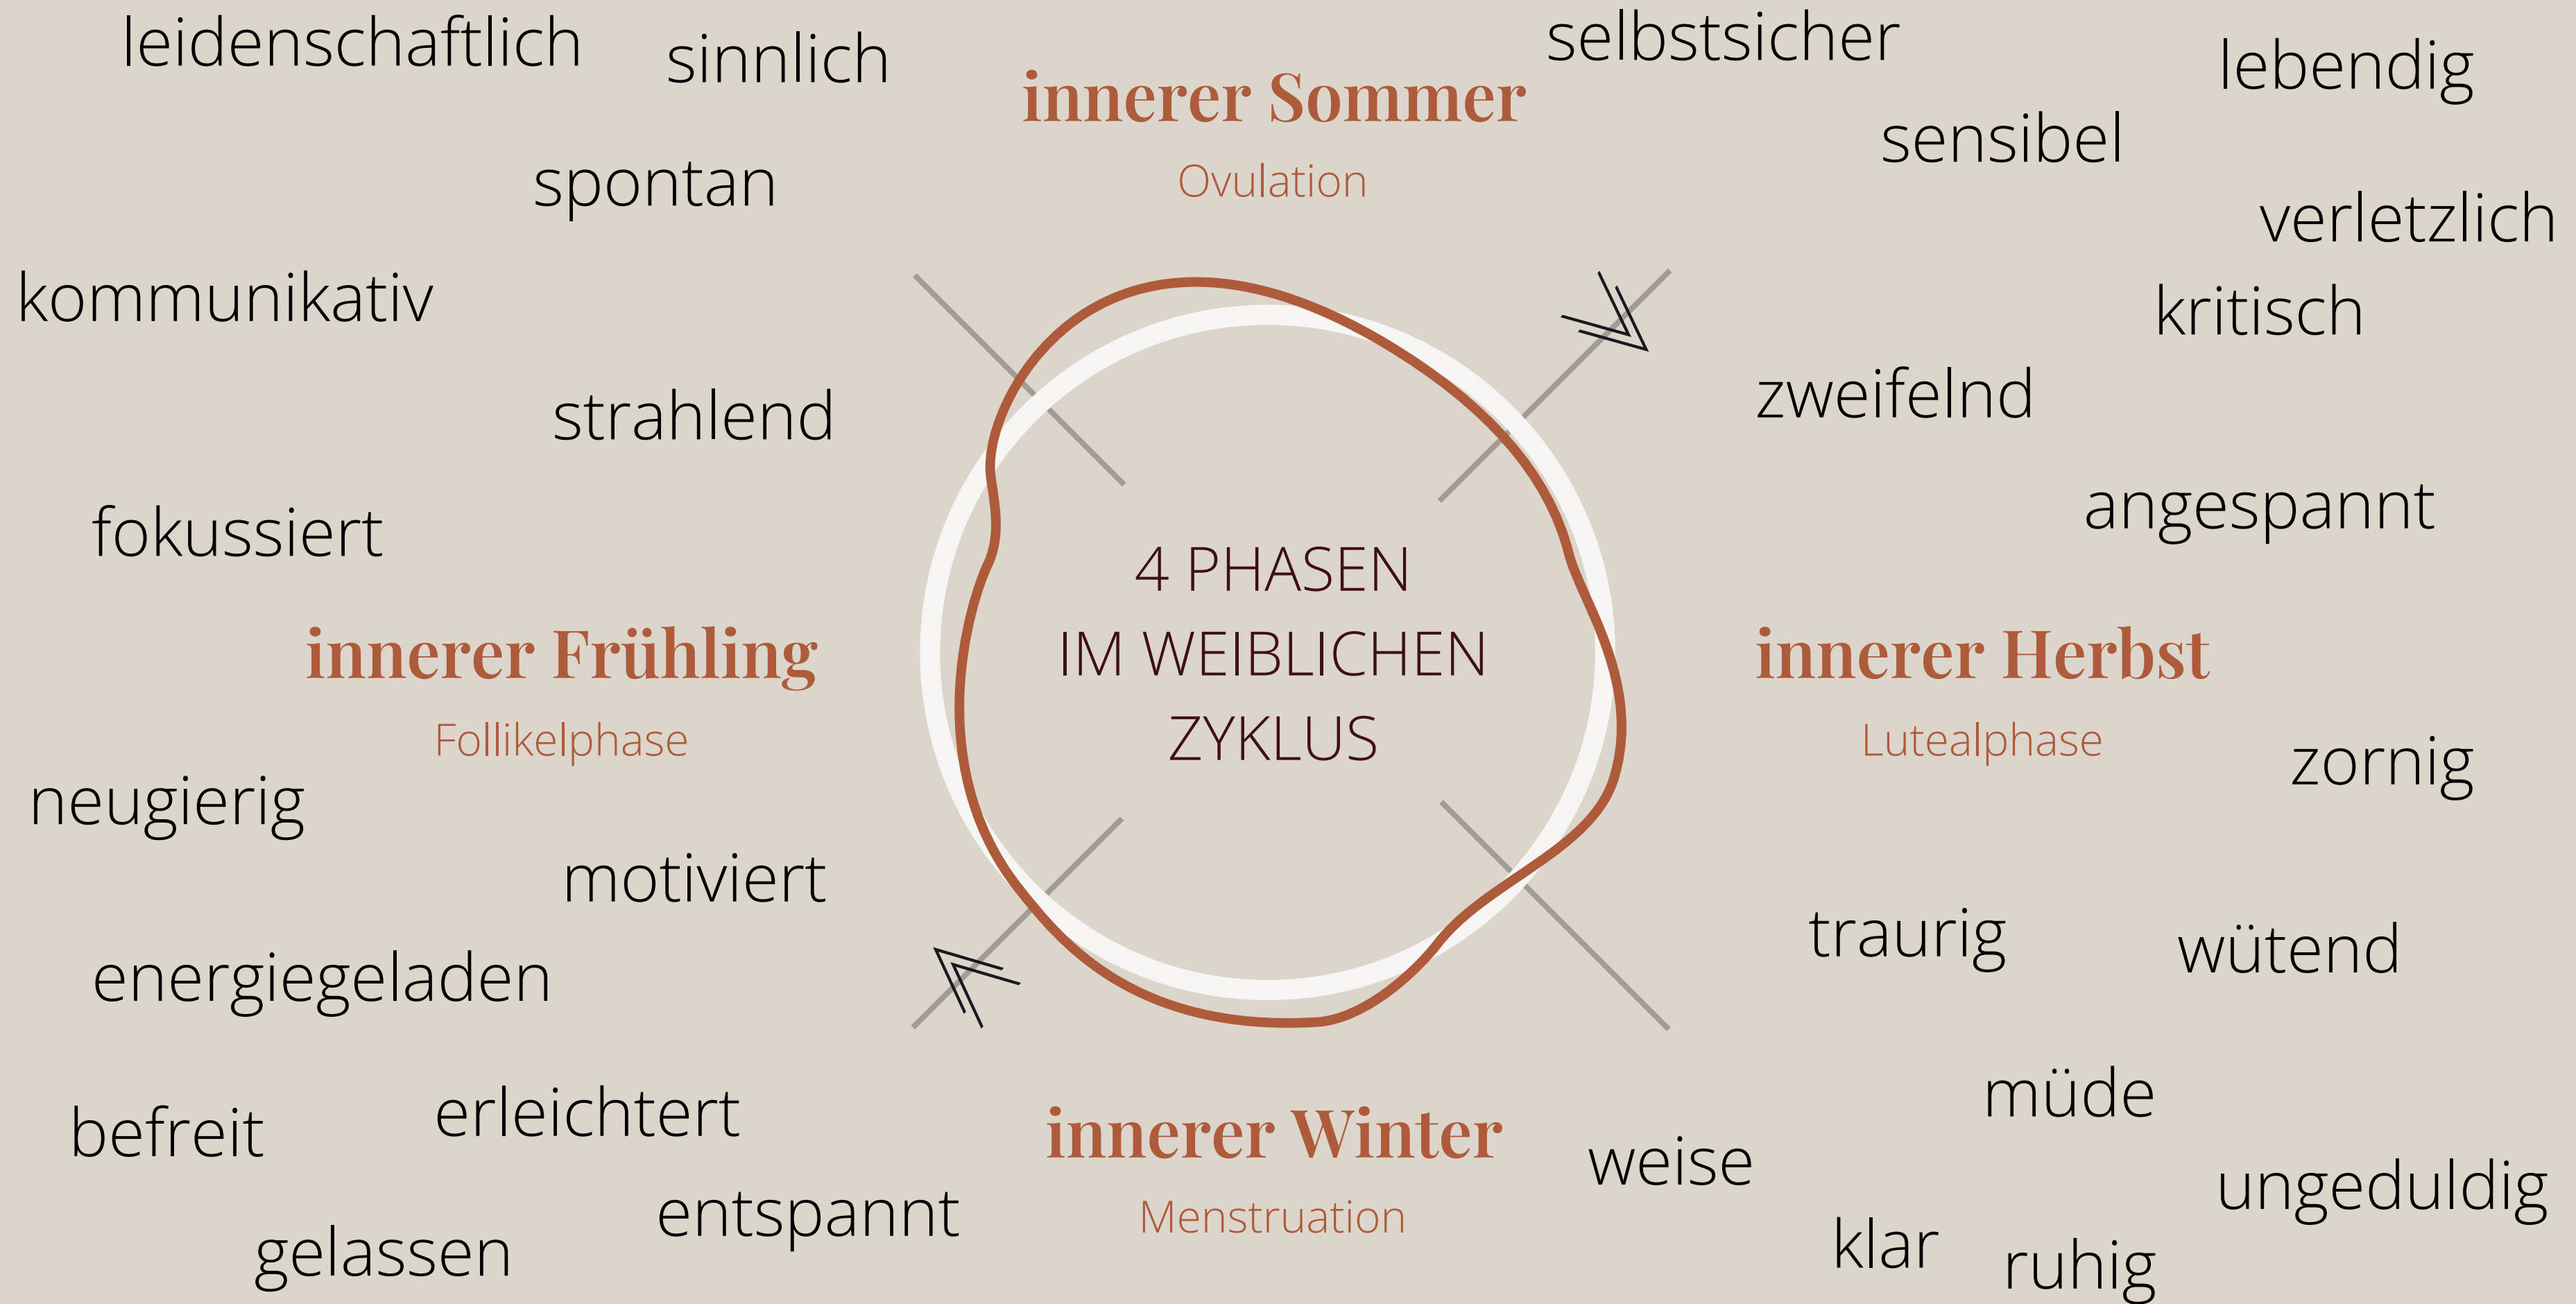 leidenschaftlich
sinnlich
innerer Sommer
Ovulation
selbstsicher
lebendig
sensibel
spontan
verletzlich
kommunikativ
kritisch
strahlend
zweifelnd
fokussiert
angespannt
4 PHASEN
IM WEIBLICHEN
ZYKLUS
innerer Frühling
Follikelphase
innerer Herbst
Lutealphase
neugierig
zornig
motiviert
energiegeladen
traurig
wütend
befreit
erleichtert
innerer Winter
Menstruation
müde
weise
ungeduldig
gelassen
entspannt
klar
ruhig